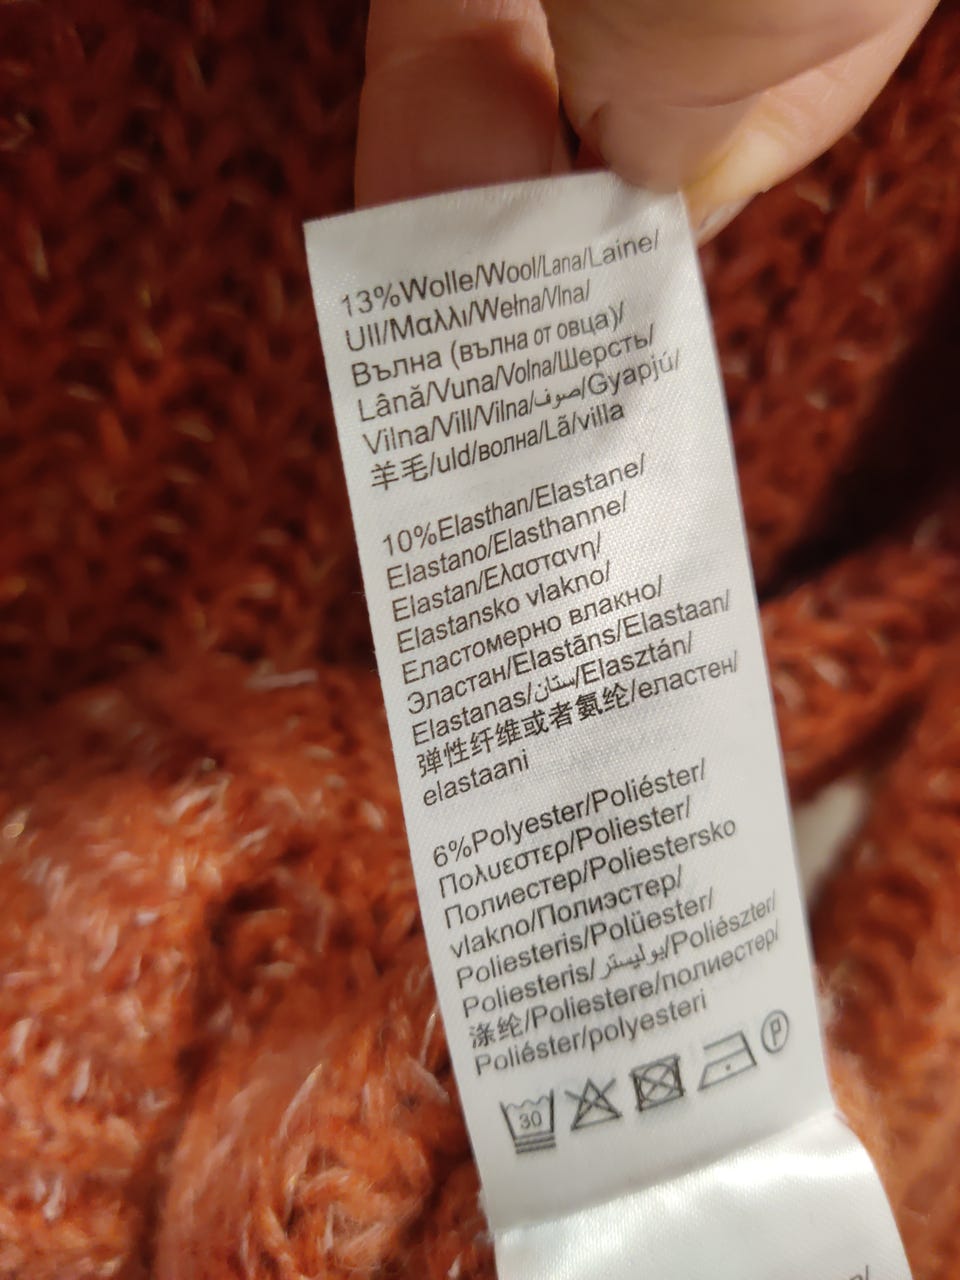 13%Wolle/Wool/Lana/Laine/
Ull/Μαλλι/Wełna/Vlna/
Вълна (вълна от овца)/
Lână/Vuna/Volna/Шерсть/
Vilna/Vill/Vilna/صوف/Gyapjú/
羊毛/uld/волна/Lã/villa
10%Elasthan/Elastane/
Elastano/Elasthanne/
Elastan/Ελαστανη/
Elastansko vlakno/
Еластомерно влакно/
Эластан/Elastāns/Elastaan/
Elastanas/ستان/Elasztán/
弹性纤维或者氨纶/еластен/
elastaani
6%Polyester/Poliéster/
Πολυεστερ/Poliester/
Полиестер/Poliestersko
vlakno/Полиэстер/
Poliesteris/Polüester/
Poliesteris/بوليستر/Poliészter/
涤纶/Poliestere/полиестер/
Poliéster/polyesteri
30
P